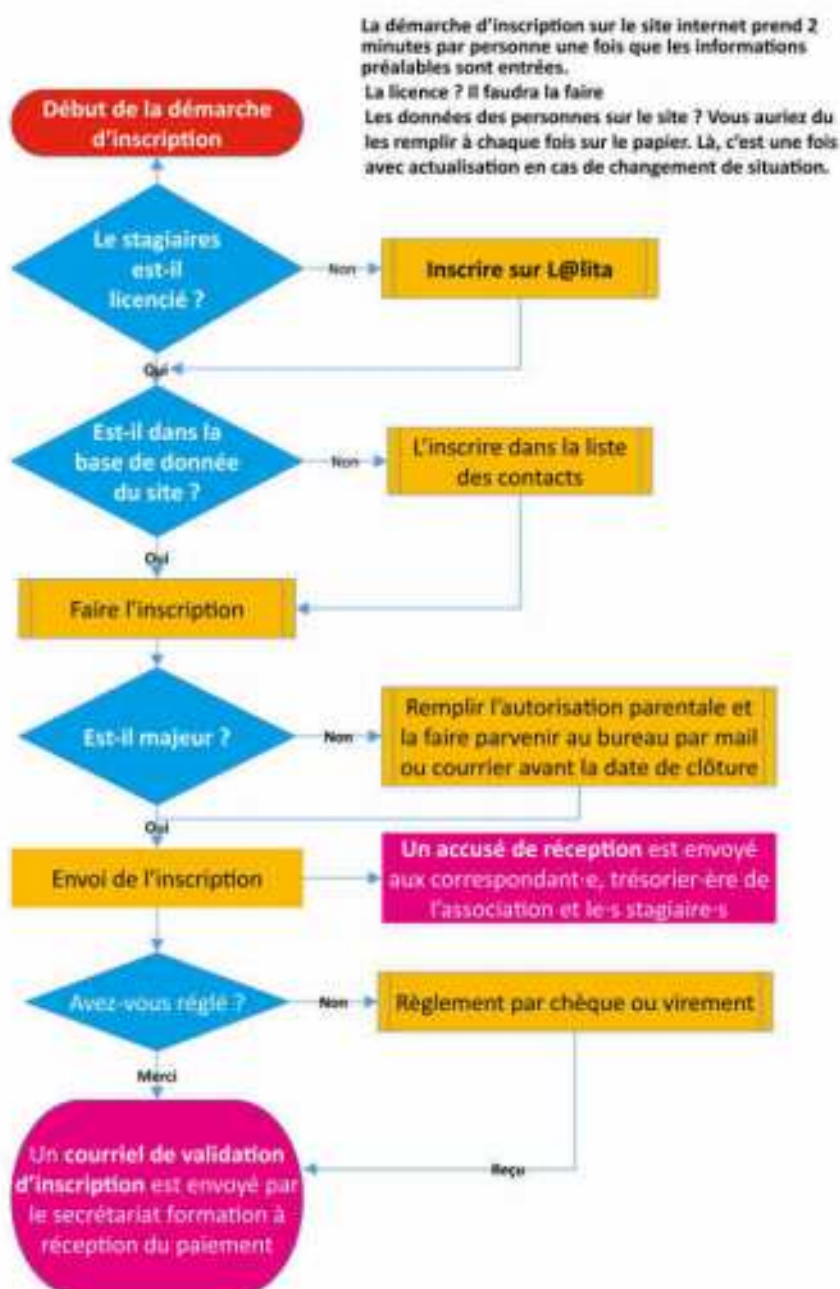 La démarche d'inscription sur le site internet prend 2
minutes par personne une fois que les informations
préalables sont entrées.
La licence ? Il faudra la faire
Les données des personnes sur le site ? Vous auriez du
les remplir à chaque fois sur le papier. Là, c'est une fois
avec actualisation en cas de changement de situation.
Début de la démarche
d'inscription
Le stagiaires
est-il
licencié ?
Non
Inscrire sur L@lita
Oui
Est-il dans la
base de donnée
du site ?
Non
L'inscrire dans la liste
des contacts
Oui
Faire l'inscription
Est-il majeur ?
Non
Remplir l'autorisation parentale et
la faire parvenir au bureau par mail
ou courrier avant la date de clôture
Oui
Envoi de l'inscription
Un accusé de réception est envoyé
aux correspondant·e, trésorier·ère de
l'association et le·s stagiaire·s
Avez-vous réglé ?
Non
Règlement par chèque ou virement
Merci
Reçu
Un courriel de validation
d'inscription est envoyé par
le secrétariat formation à
réception du paiement